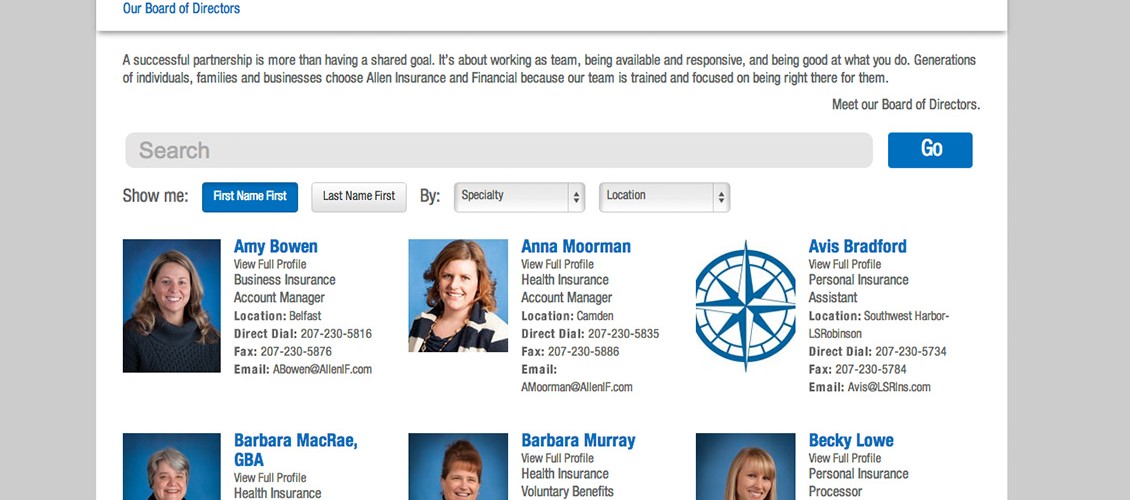 Our Board of Directors
A successful partnership is more than having a shared goal. It's about working as team, being available and responsive, and being good at what you do. Generations
of individuals, families and businesses choose Allen Insurance and Financial because our team is trained and focused on being right there for them.
Meet our Board of Directors.
Search
Go
Show me: First Name First Last Name First By: Specialty Location
Amy Bowen
View Full Profile
Business Insurance
Account Manager
Location: Belfast
Direct Dial: 207-230-5816
Fax: 207-230-5876
Email: ABowen@AllenIF.com
Anna Moorman
View Full Profile
Health Insurance
Account Manager
Location: Camden
Direct Dial: 207-230-5835
Fax: 207-230-5886
Email:
AMoorman@AllenIF.com
Avis Bradford
View Full Profile
Personal Insurance
Assistant
Location: Southwest Harbor-
LSRobinson
Direct Dial: 207-230-5734
Fax: 207-230-5784
Email: Avis@LSRIns.com
Barbara MacRae,
GBA
View Full Profile
Health Insurance
Barbara Murray
View Full Profile
Health Insurance
Voluntary Benefits
Becky Lowe
View Full Profile
Personal Insurance
Processor